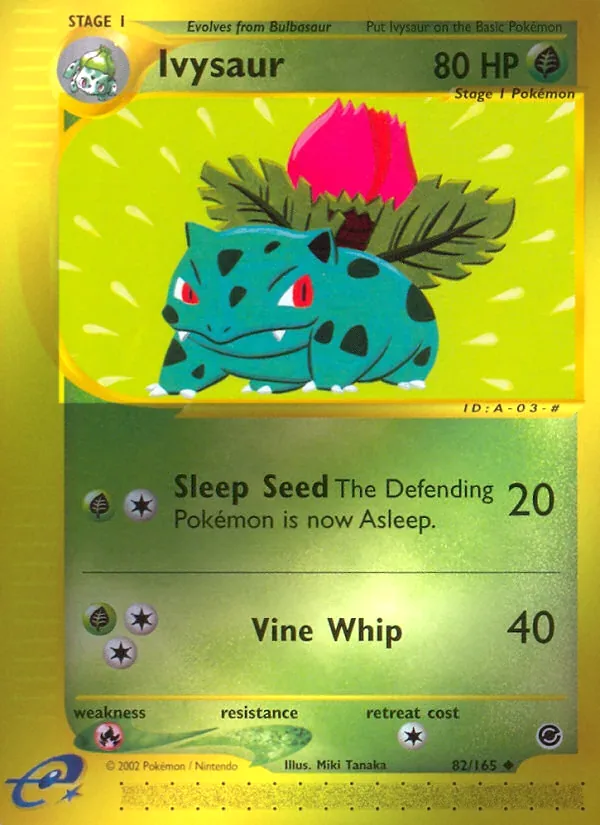 STAGE 1
Evolves from Bulbasaur
Put Ivysaur on the Basic Pokémon
Ivysaur
80 HP
Stage 1 Pokémon
ID:A-03-#
Sleep Seed The Defending
Pokémon is now Asleep.
20
Vine Whip
40
weakness
resistance
retreat cost
© 2002 Pokémon / Nintendo
Illus. Miki Tanaka
82/165 ◆
e